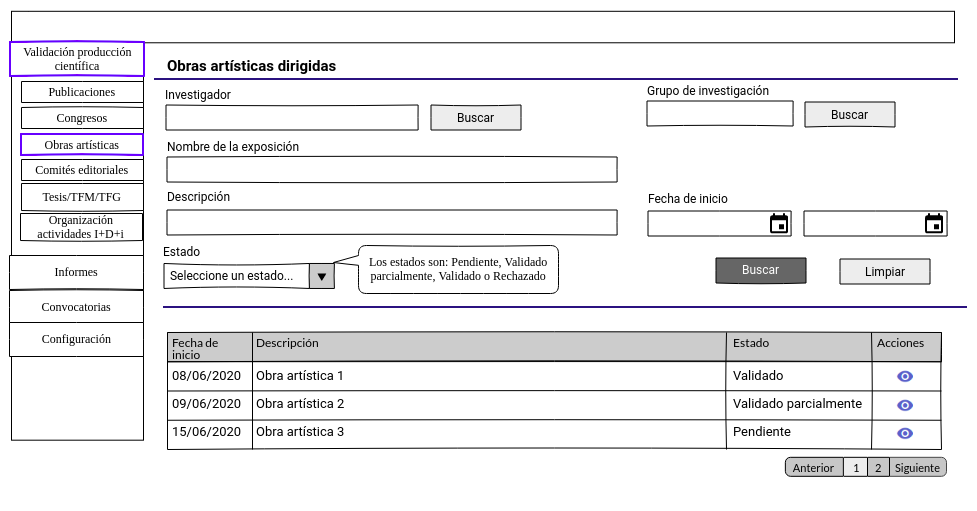 Validación producción
científica
Publicaciones
Congresos
Obras artísticas
Comités editoriales
Tesis/TFM/TFG
Organización
actividades I+D+i
Informes
Convocatorias
Configuración
Obras artísticas dirigidas
Investigador
Buscar
Grupo de investigación
Buscar
Nombre de la exposición
Descripción
Fecha de inicio
Estado
Seleccione un estado...
Los estados son: Pendiente, Validado
parcialmente, Validado o Rechazado
Buscar
Limpiar
Fecha de
inicio
Descripción
Estado
Acciones
08/06/2020
Obra artística 1
Validado
09/06/2020
Obra artística 2
Validado parcialmente
15/06/2020
Obra artística 3
Pendiente
Anterior
1
2
Siguiente